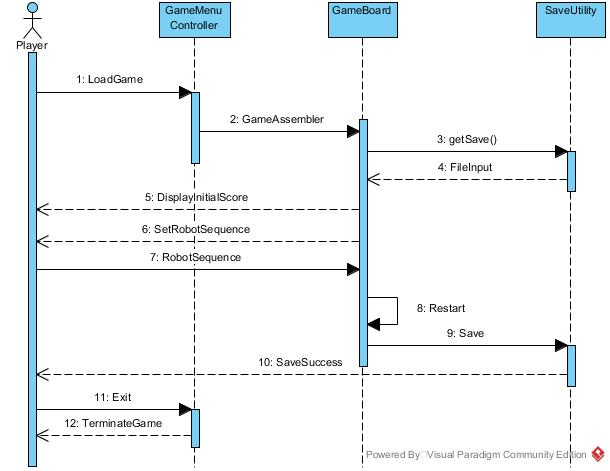 GameMenu
Controller
GameBoard
SaveUtility
Player
1: LoadGame
2: GameAssembler
3: getSave()
4: FileInput
5: DisplayInitialScore
6: SetRobotSequence
7: RobotSequence
8: Restart
9: Save
10: SaveSuccess
11: Exit
12: TerminateGame
Powered By Visual Paradigm Community Edition